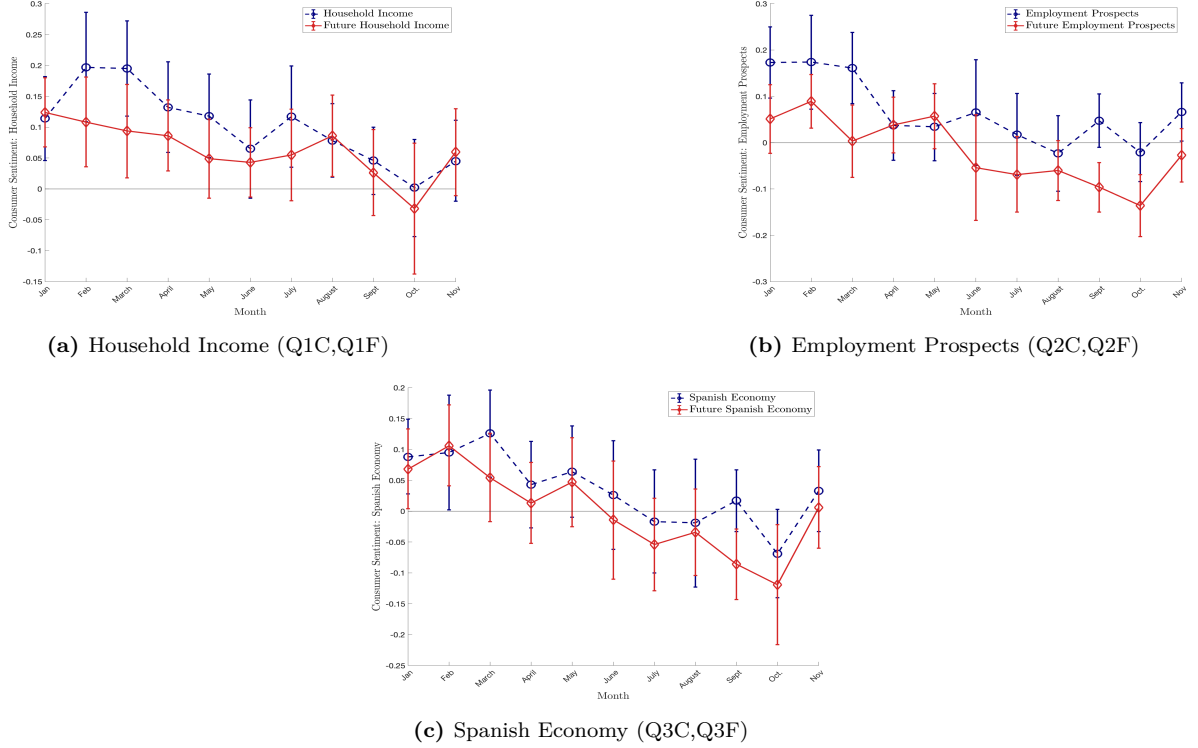 Household Income
Future Household Income
Consumer Sentiment: Household Income
0.3
0.25
0.2
0.15
0.1
0.05
0
-0.05
-0.1
-0.15
Jan
Feb
March
April
May
June
July
August
Sept
Oct.
Nov
Month
(a) Household Income (Q1C,Q1F)
Employment Prospects
Future Employment Prospects
Consumer Sentiment: Employment Prospects
0.3
0.2
0.1
0
-0.1
-0.2
-0.3
Jan
Feb
March
April
May
June
July
August
Sept
Oct.
Nov
Month
(b) Employment Prospects (Q2C,Q2F)
Spanish Economy
Future Spanish Economy
Consumer Sentiment: Spanish Economy
0.2
0.15
0.1
0.05
0
-0.05
-0.1
-0.15
-0.2
-0.25
Jan
Feb
March
April
May
June
July
August
Sept
Oct.
Nov
Month
(c) Spanish Economy (Q3C,Q3F)